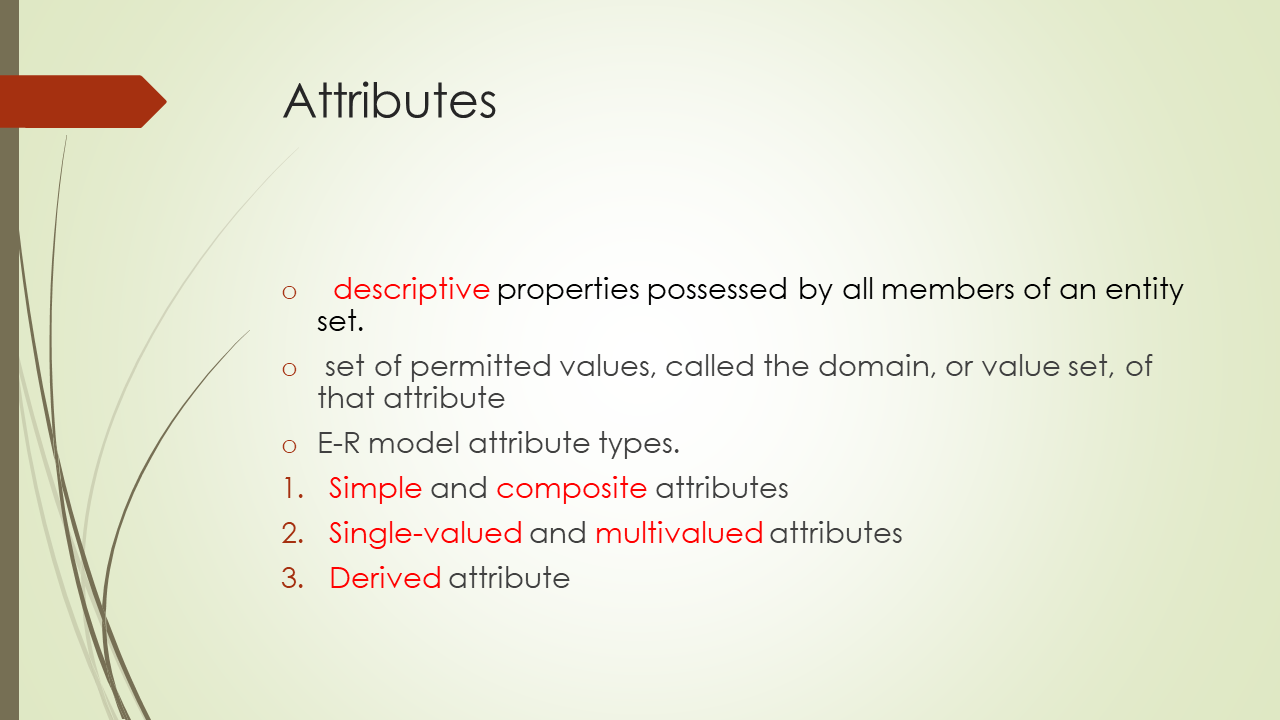 Attributes
o descriptive properties possessed by all members of an entity
set.
o set of permitted values, called the domain, or value set, of
that attribute
o E-R model attribute types.
1. Simple and composite attributes
2. Single-valued and multivalued attributes
3. Derived attribute